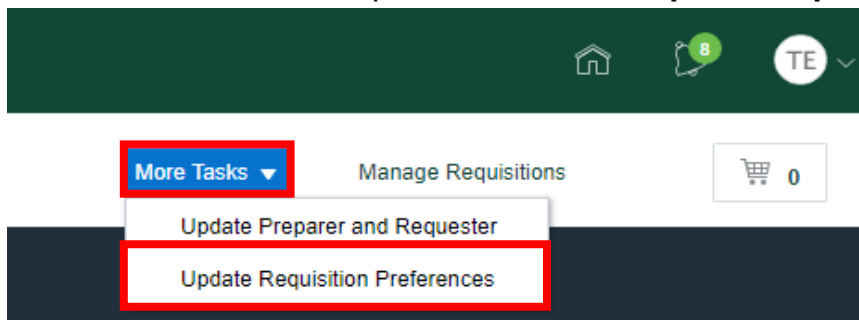 8
TE
More Tasks
Manage Requisitions
0
Update Preparer and Requester
Update Requisition Preferences